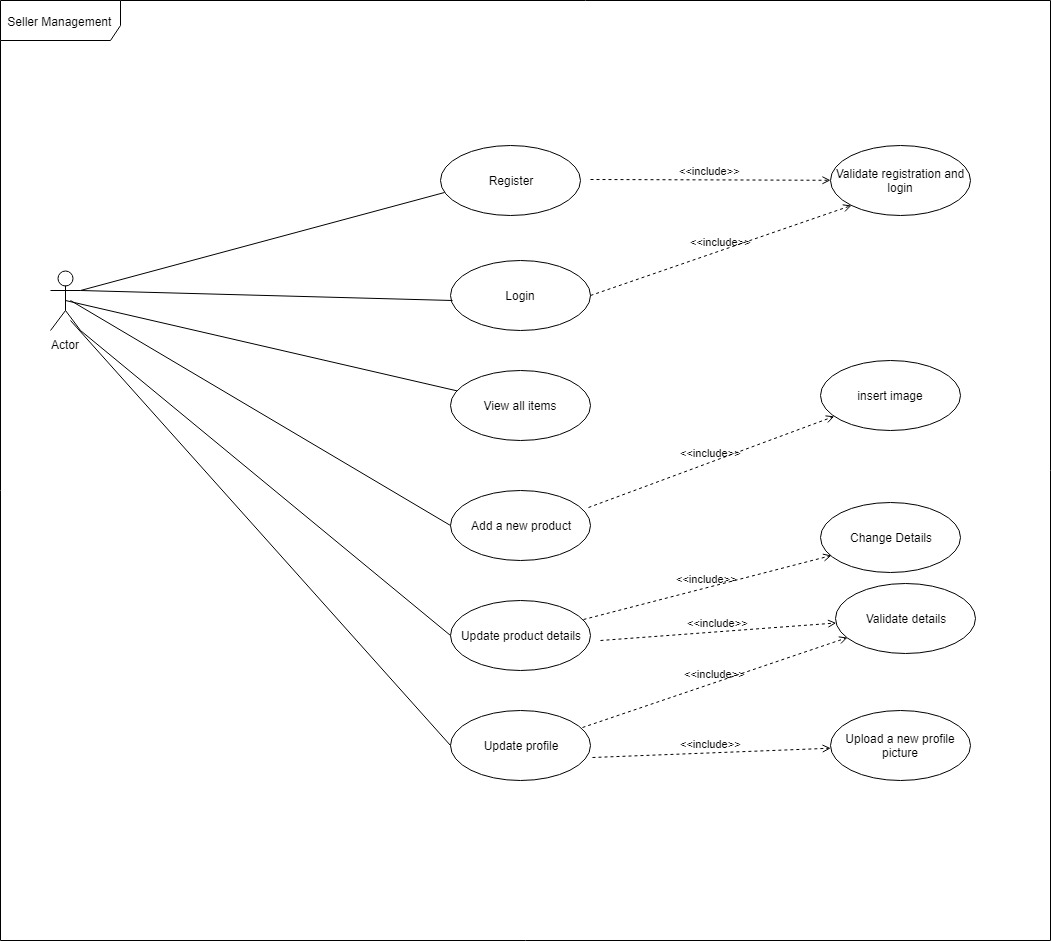 Seller Management
Register
<<include>>
Validate registration and
login
<<include>>
Login
Actor
View all items
insert image
<<include>>
Add a new product
Change Details
<<include>>
Validate details
<<include>>
Update product details
<<include>>
Update profile
<<include>>
Upload a new profile
picture